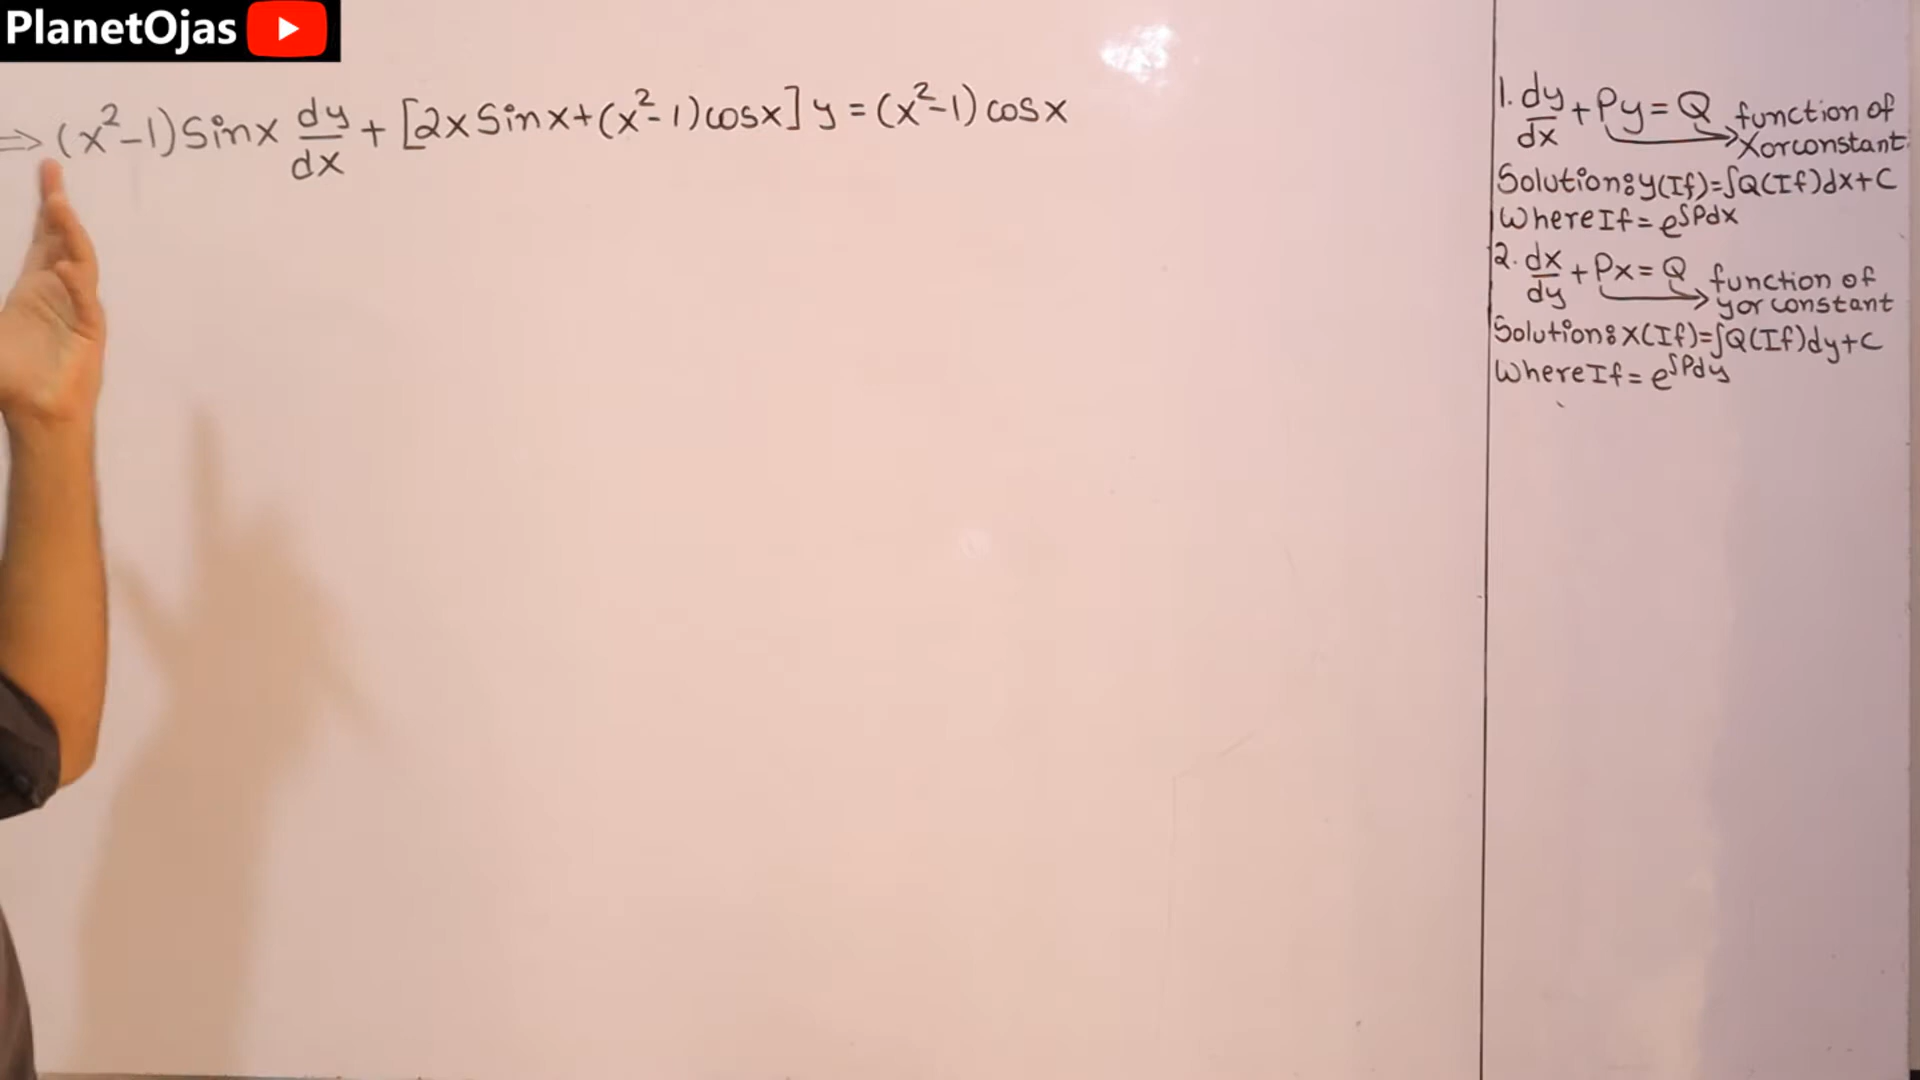 PlanetOjas
⇒ (x²-1) Sinx dy/dx + [2x Sinx + (x²-1) cosx] y = (x²-1) cosx
1. dy/dx + Py = Q function of
x or constant.
Solution: y(If) = ∫Q(If)dx + C
Where If = e^∫Pdx
2. dx/dy + Px = Q function of
y or constant
Solution: x(If) = ∫Q(If)dy + C
Where If = e^∫Pdy